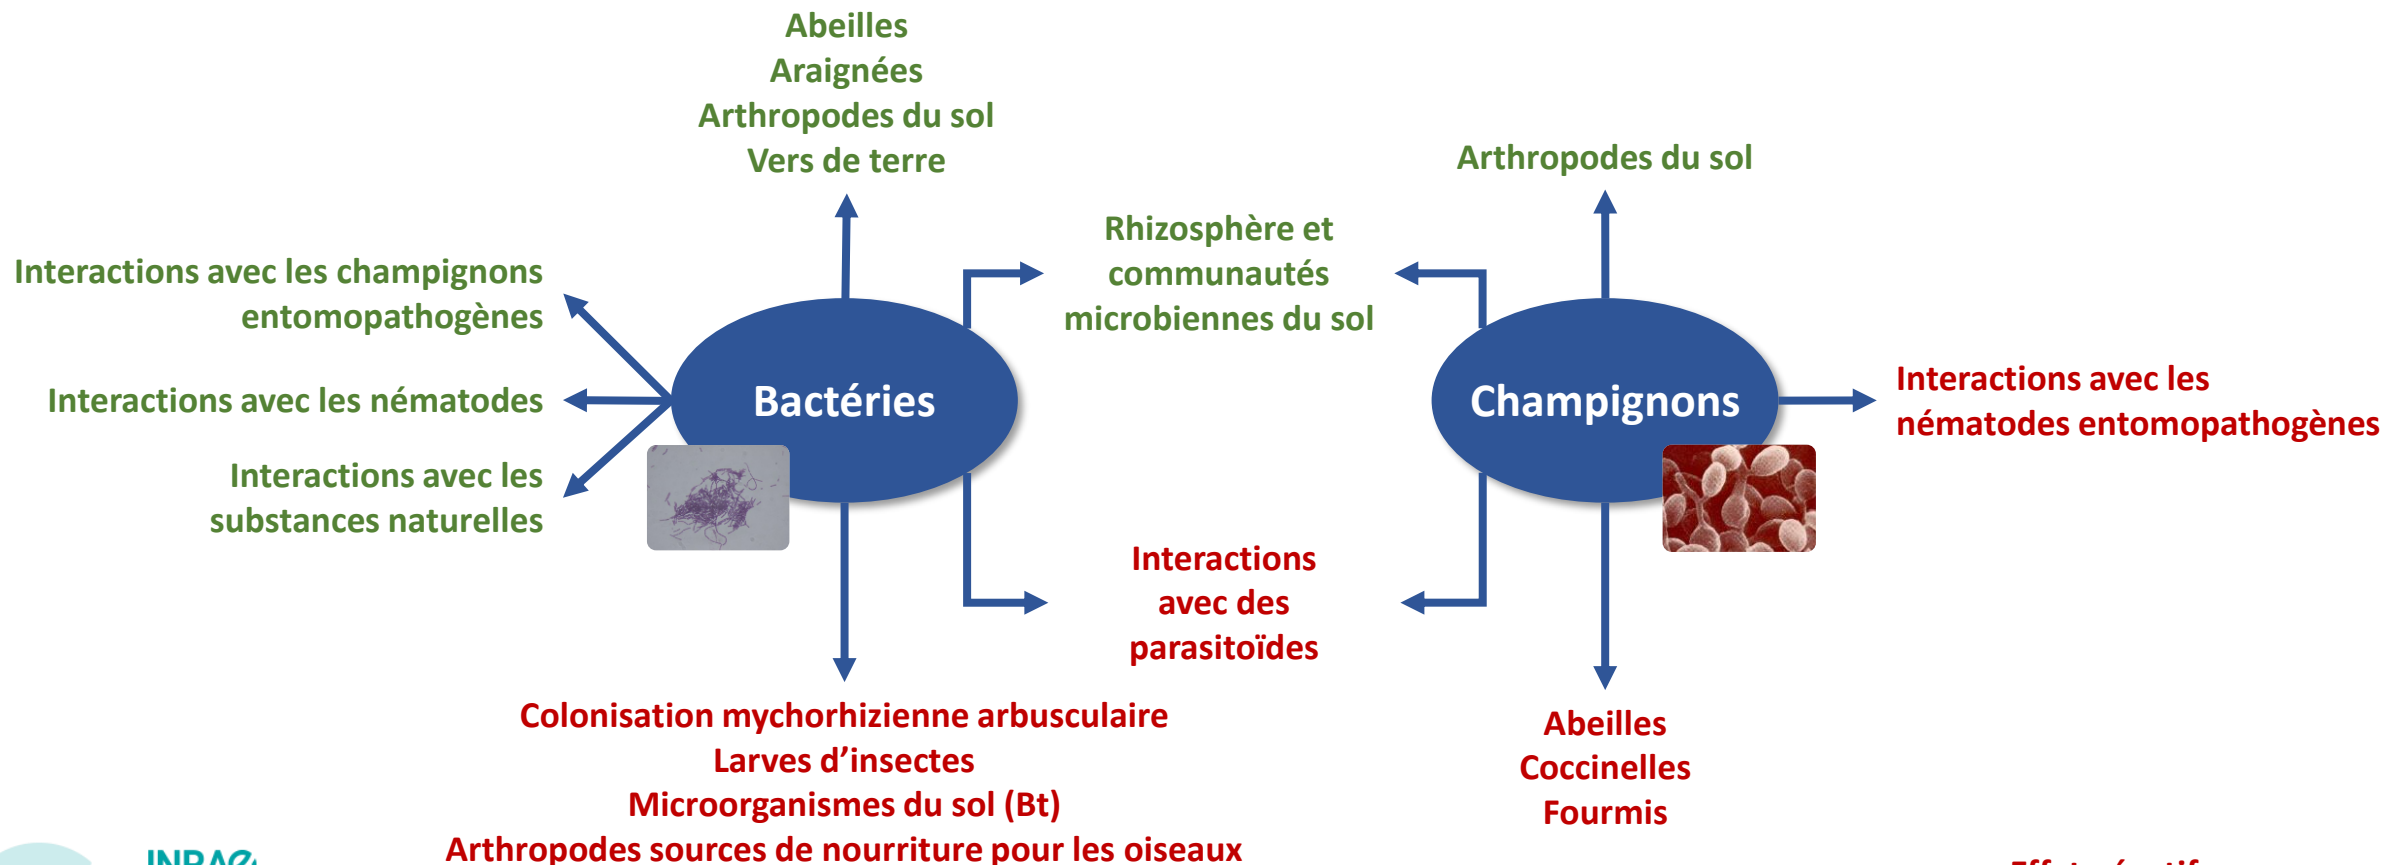 Abeilles
Araignées
Arthropodes du sol
Vers de terre
Arthropodes du sol
Rhizosphère et
communautés
microbiennes du sol
Interactions avec les champignons
entomopathogènes
Interactions avec les nématodes
Interactions avec les
substances naturelles
Bactéries
Champignons
Interactions avec les
nématodes entomopathogènes
Interactions
avec des
parasitoïdes
Colonisation mychorhizienne arbusculaire
Larves d’insectes
Microorganismes du sol (Bt)
Arthropodes sources de nourriture pour les oiseaux
Abeilles
Coccinelles
Fourmis
INRAE